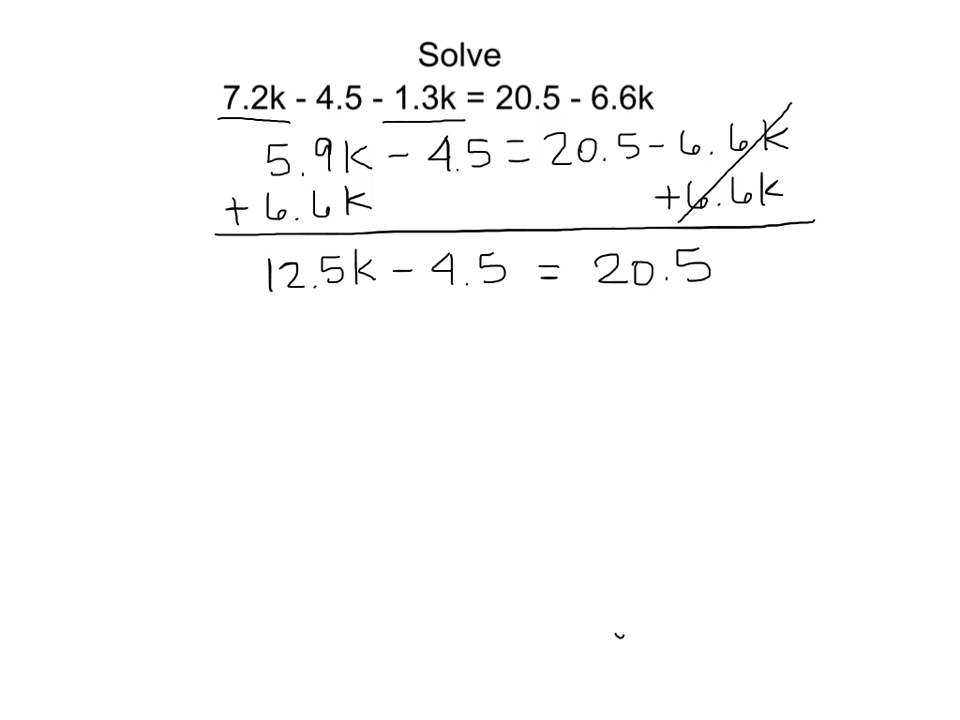 Solve
7.2k - 4.5 - 1.3k = 20.5 - 6.6k
5.9k - 4.5 = 20.5 - 6.6k
+ 6.6k +6.6k
12.5k - 4.5 = 20.5